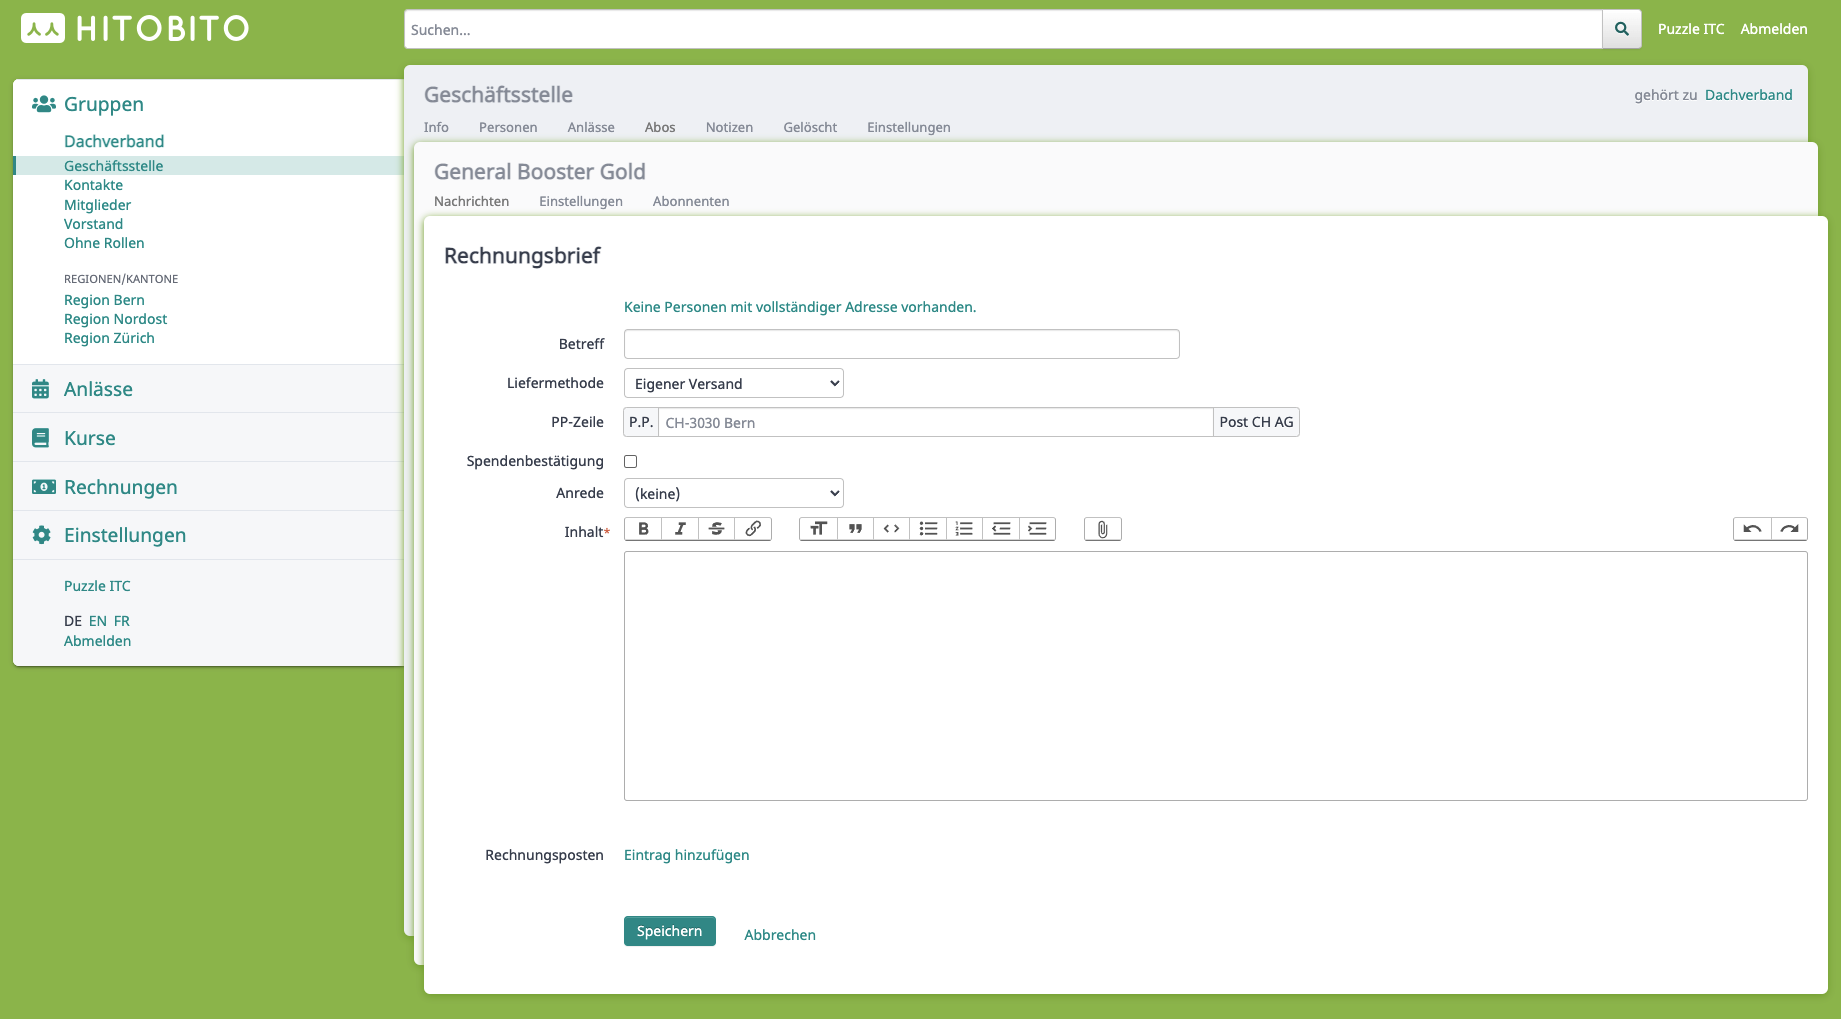 HITOBITO
Suchen...
Puzzle ITC Abmelden
Gruppen
Dachverband
Geschäftsstelle
Kontakte
Mitglieder
Vorstand
Ohne Rollen
REGIONEN/KANTONE
Region Bern
Region Nordost
Region Zürich
Anlässe
Kurse
Rechnungen
Einstellungen
Puzzle ITC
DE EN FR
Abmelden
Geschäftsstelle
gehört zu Dachverband
Info Personen Anlässe Abos Notizen Gelöscht Einstellungen
General Booster Gold
Nachrichten Einstellungen Abonnenten
Rechnungsbrief
Keine Personen mit vollständiger Adresse vorhanden.
Betreff
Liefermethode Eigener Versand
PP-Zeile P.P. CH-3030 Bern Post CH AG
Spendenbestätigung
Anrede (keine)
Inhalt*
Rechnungsposten Eintrag hinzufügen
Speichern Abbrechen